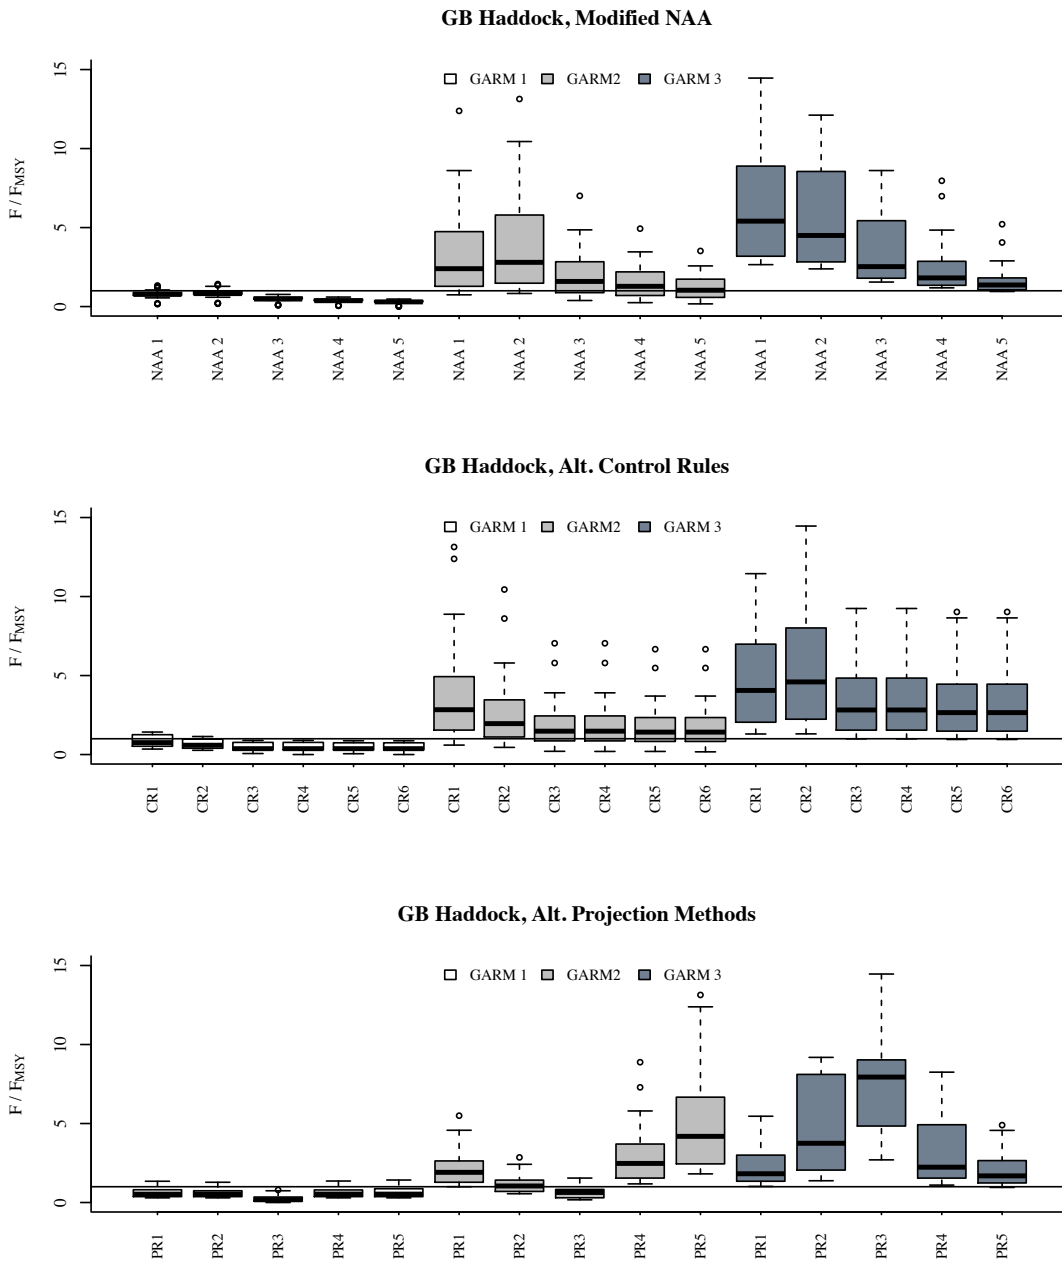 GB Haddock, Modified NAA
GARM 1 GARM2 GARM 3
F / FMSY
15
10
5
0
NAA 1 NAA 2 NAA 3 NAA 4 NAA 5 NAA 1 NAA 2 NAA 3 NAA 4 NAA 5 NAA 1 NAA 2 NAA 3 NAA 4 NAA 5
GB Haddock, Alt. Control Rules
GARM 1 GARM2 GARM 3
F / FMSY
15
10
5
0
CR1 CR2 CR3 CR4 CR5 CR6 CR1 CR2 CR3 CR4 CR5 CR6 CR1 CR2 CR3 CR4 CR5 CR6
GB Haddock, Alt. Projection Methods
GARM 1 GARM2 GARM 3
F / FMSY
15
10
5
0
PR1 PR2 PR3 PR4 PR5 PR1 PR2 PR3 PR4 PR5 PR1 PR2 PR3 PR4 PR5